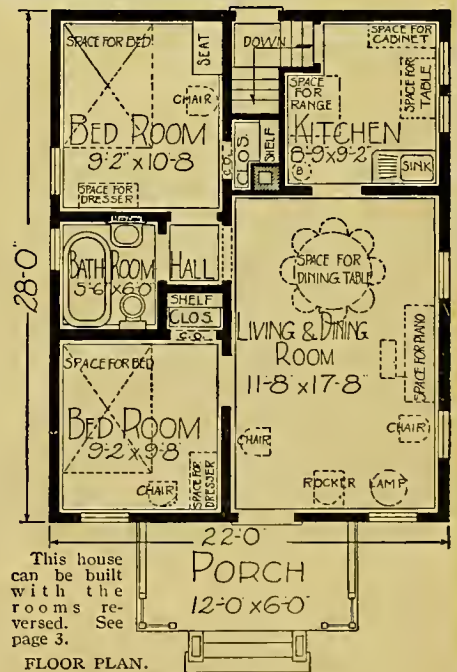 SPACE FOR BED
SEAT
CHAIR
BED ROOM
9'-2" x 10'-8
SPACE FOR
DRESSER
DOWN
SPACE FOR
CABINET
SPACE
FOR
RANGE
SPACE FOR
TABLE
KITCHEN
8'-9 x 9'-2"
B
SINK
CLOS.
SHELF
C.O.
28'-0"
BATH ROOM
5'-6" x 6'-0"
HALL
SHELF
CLOS.
C.O.
SPACE FOR
DINING TABLE
LIVING & DINING
ROOM
11'-8" x 17'-8"
SPACE FOR PIANO
CHAIR
CHAIR
ROCKER
LAMP
SPACE FOR BED
BED ROOM
9'-2 x 9'-8
CHAIR
SPACE FOR
DRESSER
22'-0"
PORCH
12'-0" x 6'-0"
This house
can be built
with the
rooms re-
versed. See
page 3.
FLOOR PLAN.